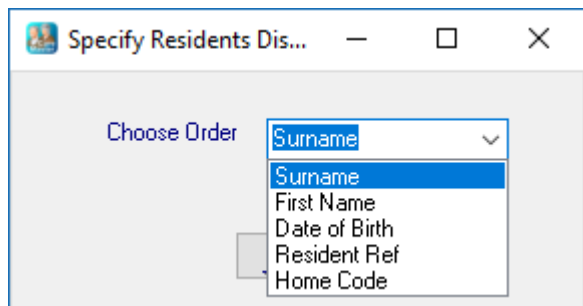 Specify Residents Dis...
Choose Order
Surname
Surname
First Name
Date of Birth
Resident Ref
Home Code